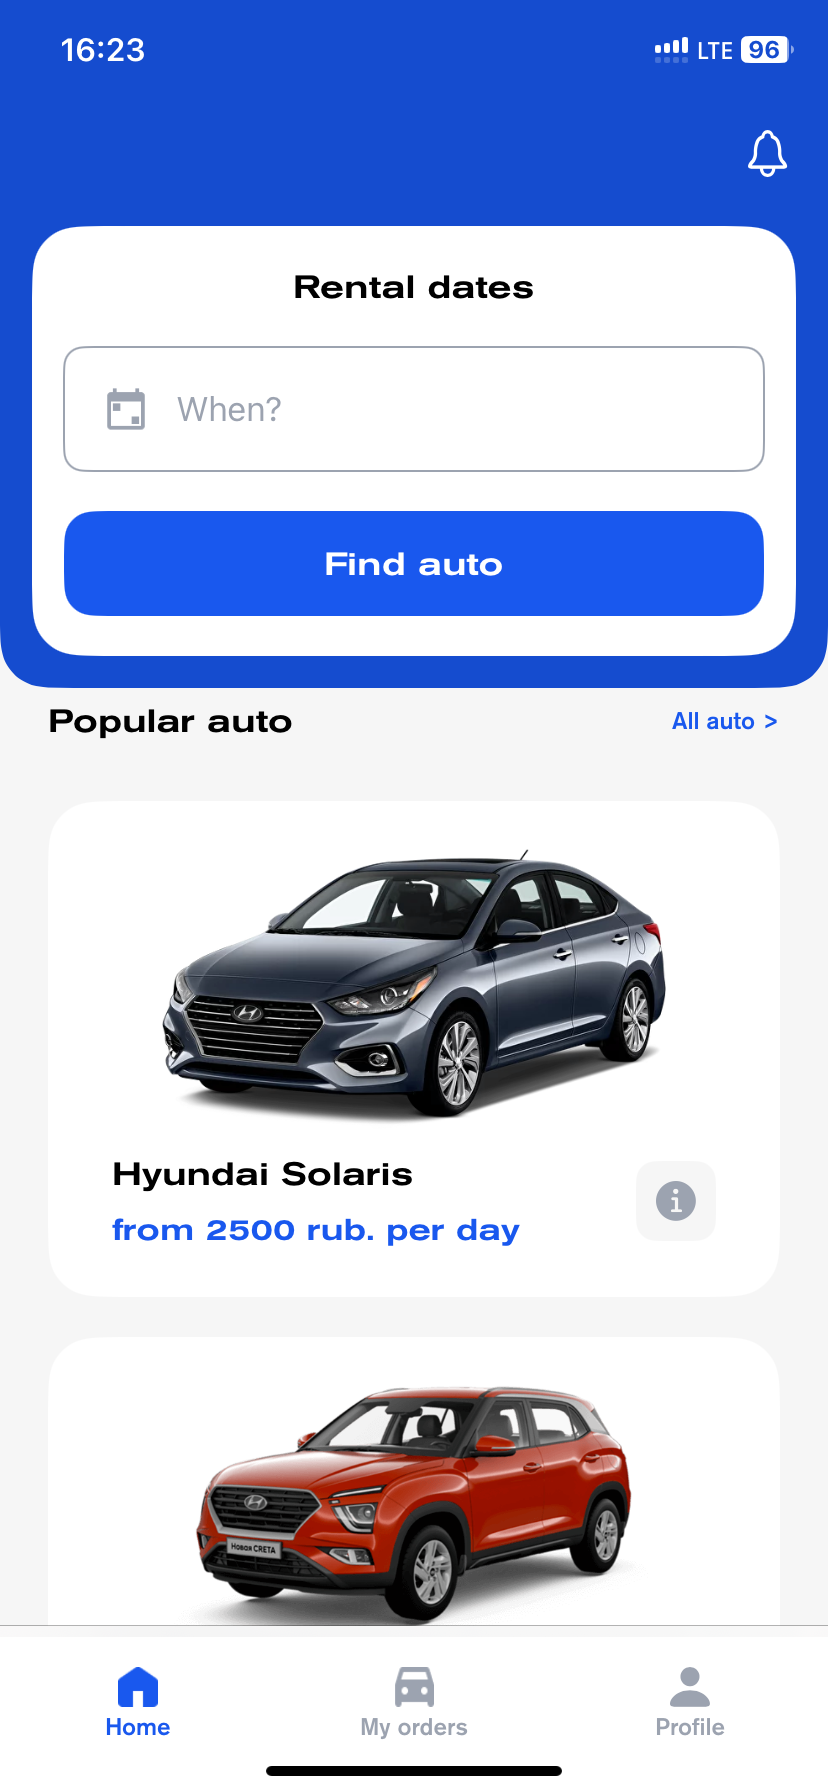 16:23
LTE 96
Rental dates
When?
Find auto
Popular auto
All auto >
Hyundai Solaris
from 2500 rub. per day
Новая CRETA
Home
My orders
Profile